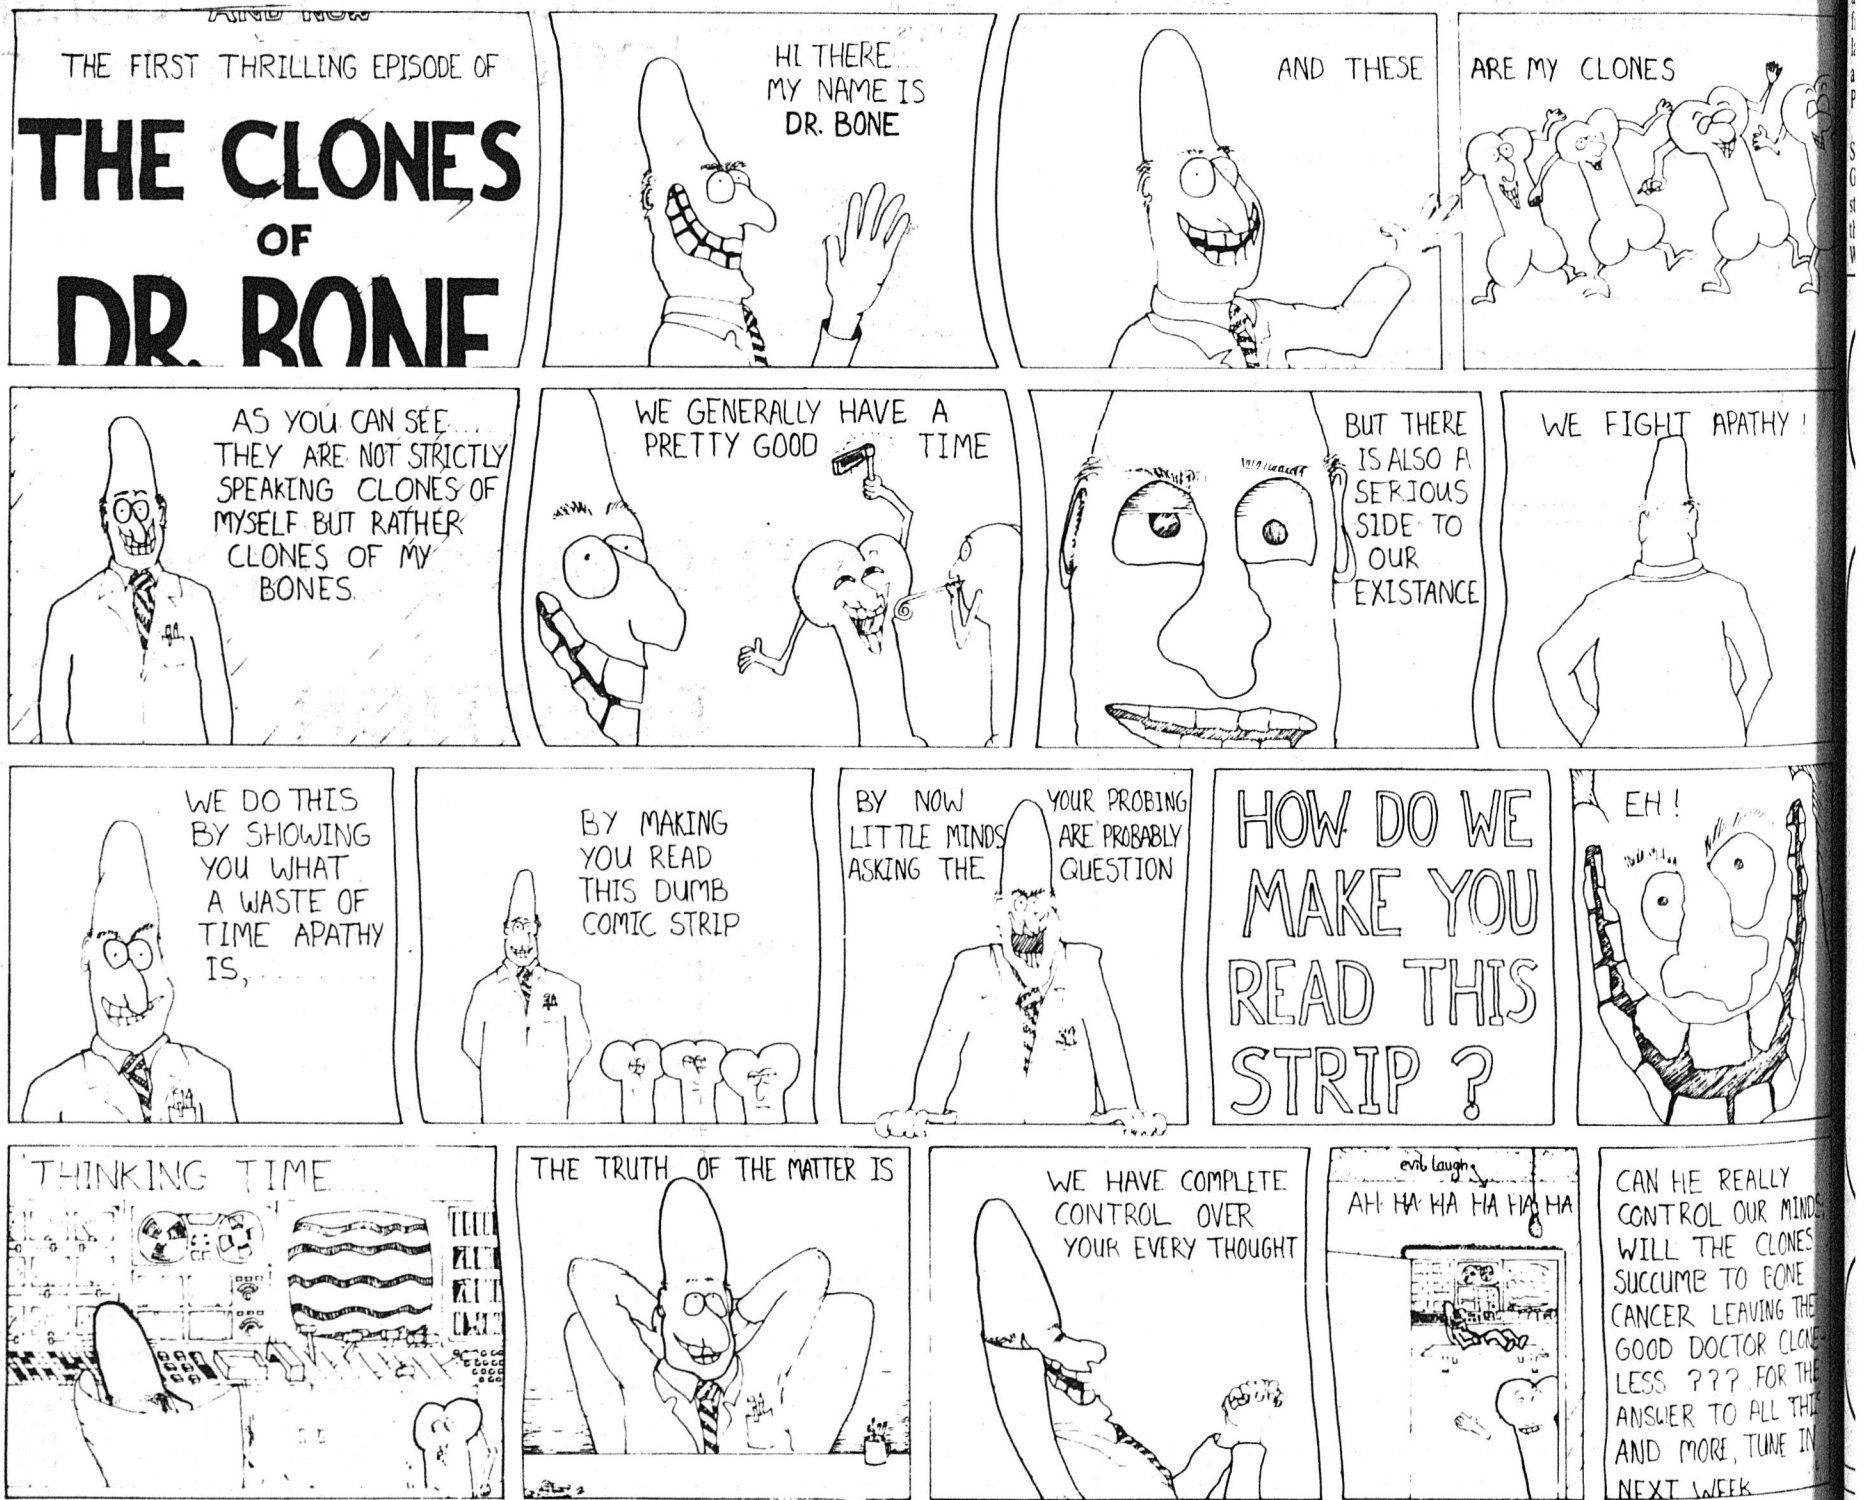 AND NOW
THE FIRST THRILLING EPISODE OF
THE CLONES
OF
DR. BONE
HI THERE...
MY NAME IS
DR. BONE
AND THESE
ARE MY CLONES
AS YOU CAN SEE...
THEY ARE NOT STRICTLY
SPEAKING CLONES OF
MYSELF BUT RATHER
CLONES OF MY
BONES.
WE GENERALLY HAVE A
PRETTY GOOD TIME
BUT THERE
IS ALSO A
SERIOUS
SIDE TO
OUR
EXISTANCE
WE FIGHT APATHY!
WE DO THIS
BY SHOWING
YOU WHAT
A WASTE OF
TIME APATHY
IS,........
BY MAKING
YOU READ
THIS DUMB
COMIC STRIP
BY NOW YOUR PROBING
LITTLE MINDS ARE PROBABLY
ASKING THE QUESTION
HOW DO WE
MAKE YOU
READ THIS
STRIP ?
EH !
THINKING TIME....
THE TRUTH OF THE MATTER IS
WE HAVE COMPLETE
CONTROL OVER
YOUR EVERY THOUGHT
evil laugh
AH HA HA HA HA HA
CAN HE REALLY
CONTROL OUR MINDS,
WILL THE CLONES
SUCCUMB TO BONE
CANCER LEAVING THE
GOOD DOCTOR CLONE-
LESS ??? FOR THE
ANSWER TO ALL THIS
AND MORE, TUNE IN
NEXT WEEK